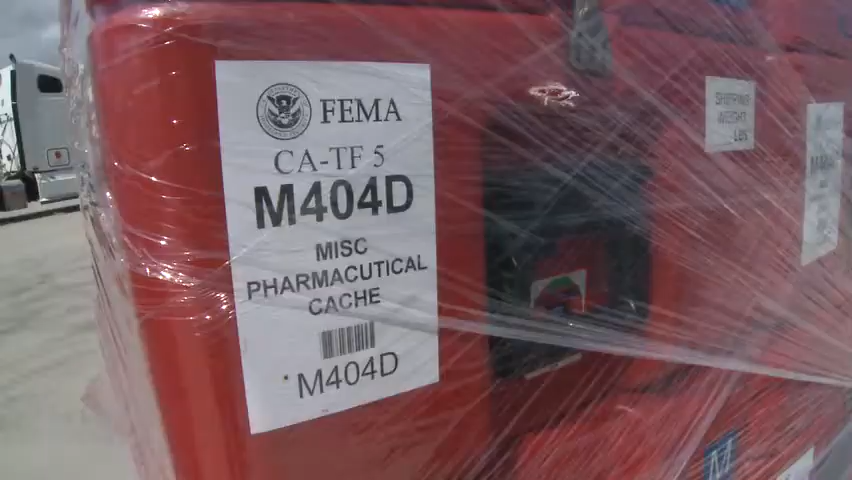 FEMA
CA-TF 5
M404D
MISC
PHARMACUTICAL
CACHE
M404D
SHIPPING
WEIGHT
LBS
M